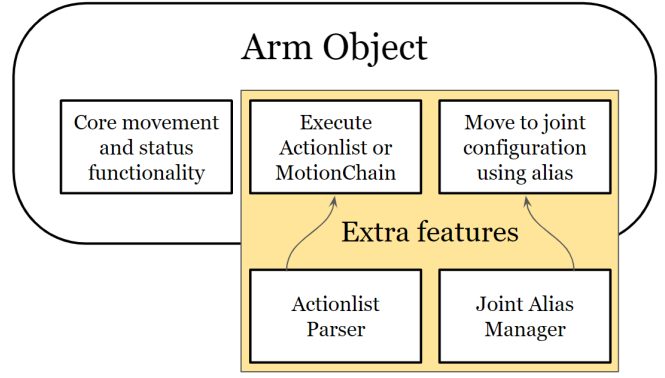 Arm Object
Core movement
and status
functionality
Execute
Actionlist or
MotionChain
Move to joint
configuration
using alias
Extra features
Actionlist
Parser
Joint Alias
Manager